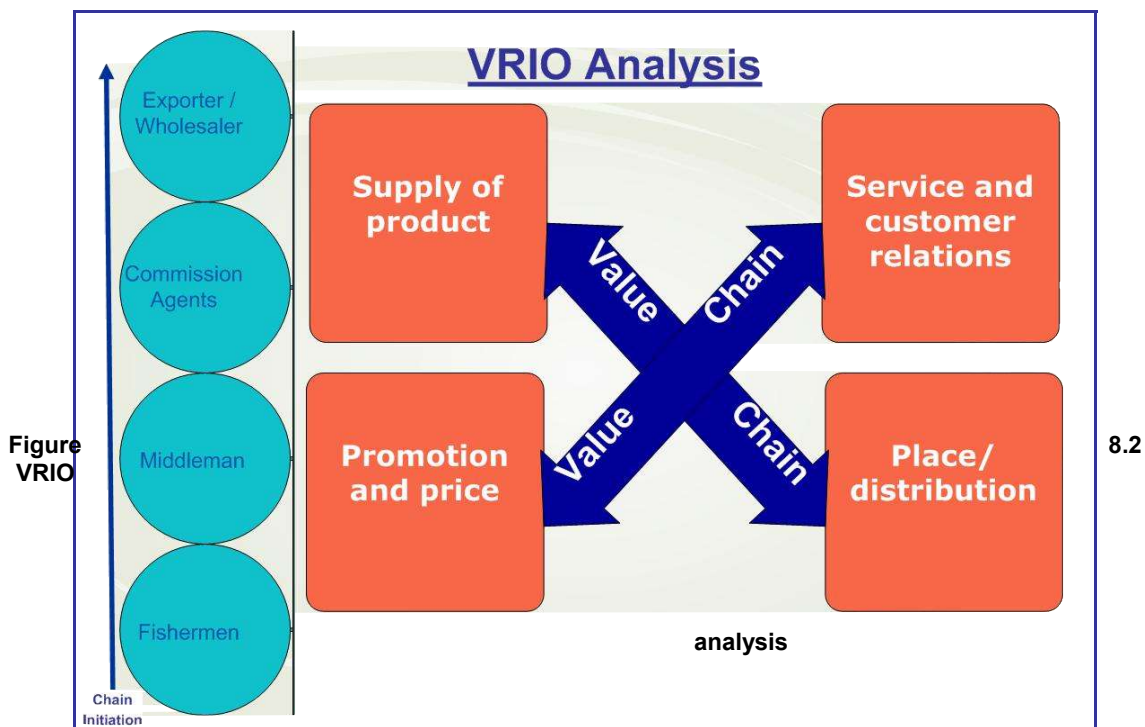 VRIO Analysis
Exporter /
Wholesaler
Commission
Agents
Middleman
Fishermen
Chain
Initiation
Supply of
product
Service and
customer
relations
Promotion
and price
Place/
distribution
Value Chain
Value Chain
Figure 8.2
VRIO
analysis